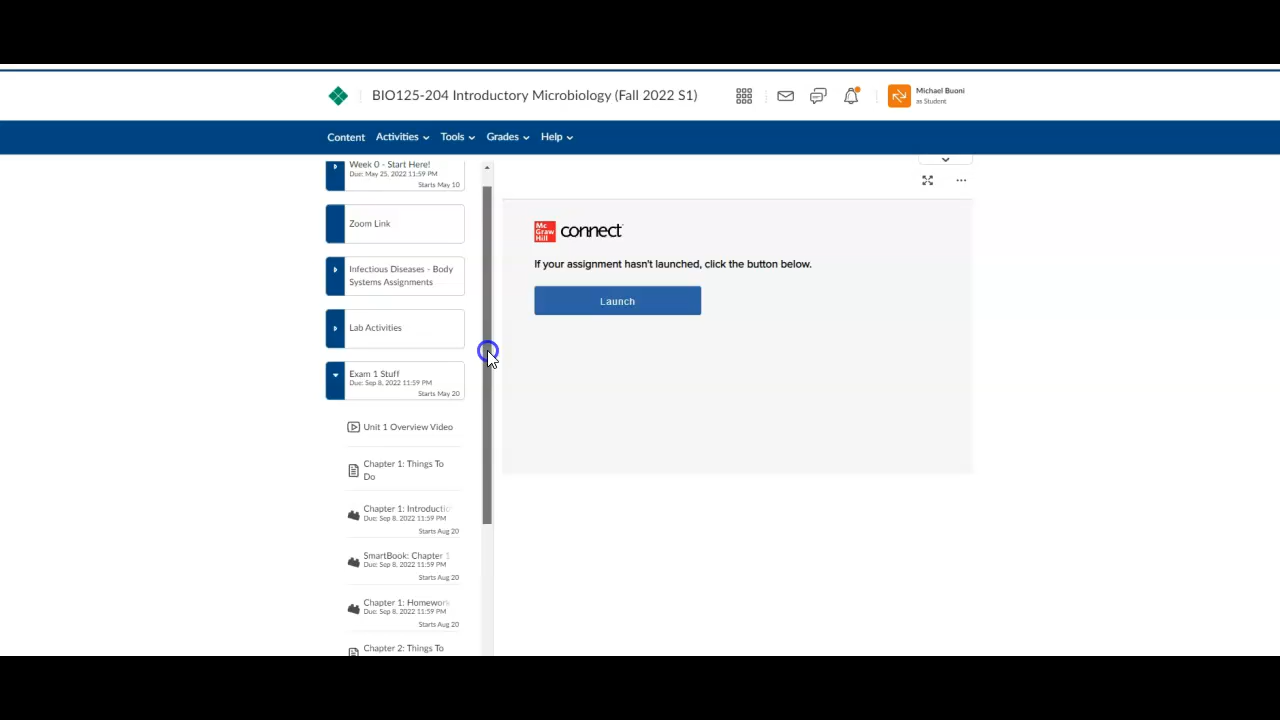 BIO125-204 Introductory Microbiology (Fall 2022 S1)
Michael Buoni
as Student
Content
Activities
Tools
Grades
Help
Week 0 - Start Here!
Due: May 25, 2022 11:59 PM
Starts May 10
Zoom Link
Infectious Diseases - Body
Systems Assignments
Lab Activities
Exam 1 Stuff
Due: Sep 8, 2022 11:59 PM
Starts May 20
Unit 1 Overview Video
Chapter 1: Things To
Do
Chapter 1: Introductio
Due: Sep 8, 2022 11:59 PM
Starts Aug 20
SmartBook: Chapter 1
Due: Sep 8, 2022 11:59 PM
Starts Aug 20
Chapter 1: Homework
Due: Sep 8, 2022 11:59 PM
Starts Aug 20
Chapter 2: Things To
Mc
Graw
Hill
connect
If your assignment hasn't launched, click the button below.
Launch